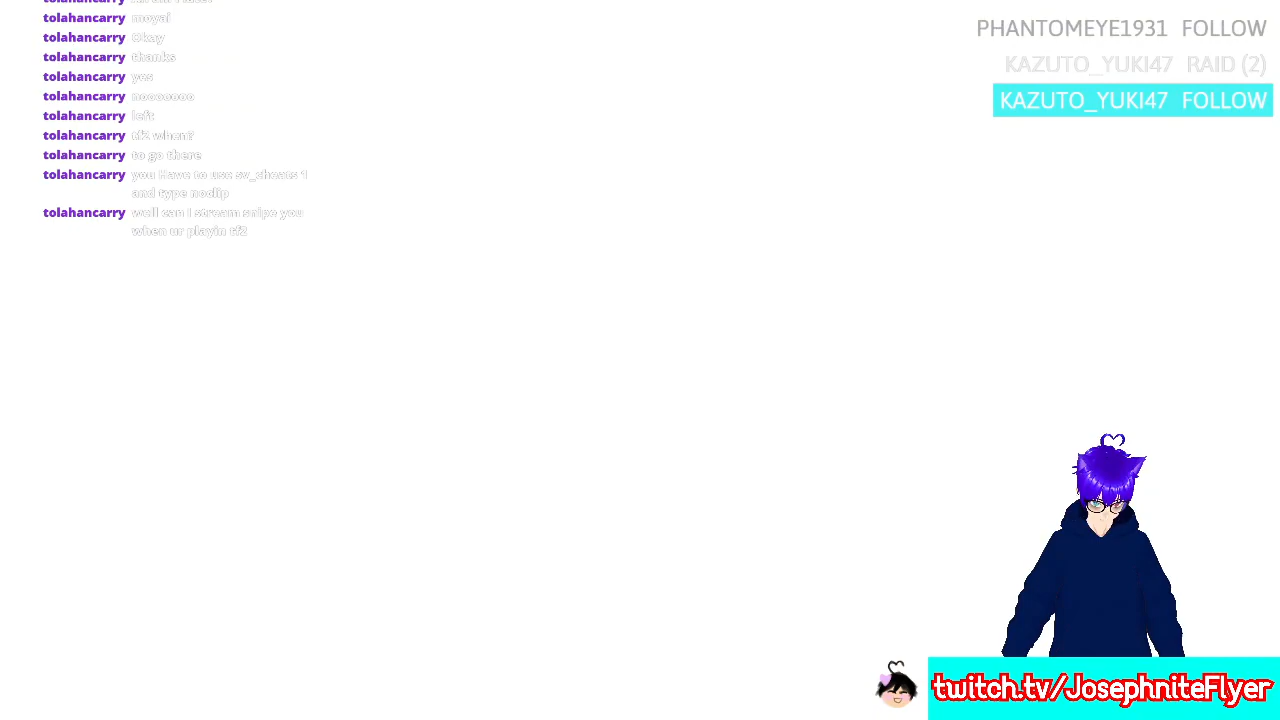 tolahancarry moyai
tolahancarry Okay
tolahancarry thanks
tolahancarry yes
tolahancarry nooooooo
tolahancarry left
tolahancarry tf2 when?
tolahancarry to go there
tolahancarry you Have to use sv_cheats 1
and type noclip
tolahancarry well can I stream snipe you
when ur playin tf2
PHANTOMEYE1931 FOLLOW
KAZUTO_YUKI47 RAID (2)
KAZUTO_YUKI47 FOLLOW
twitch.tv/JosephniteFlyer